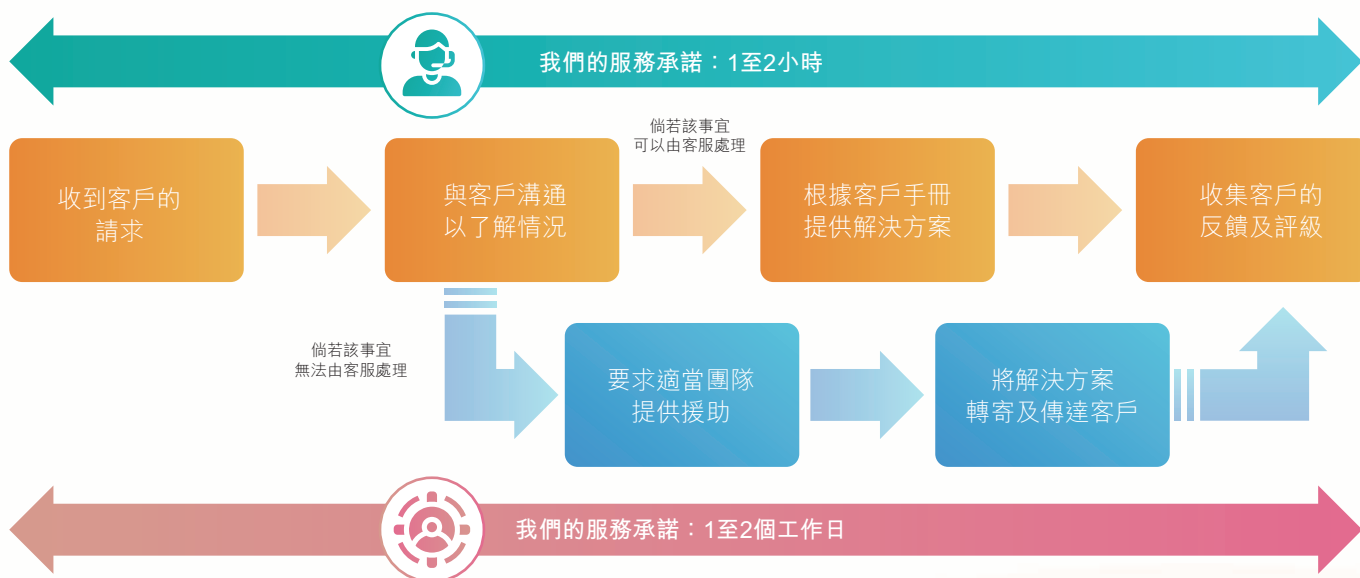 我們的服務承諾：1至2小時
倘若該事宜
可以由客服處理
收到客戶的
請求
與客戶溝通
以了解情況
根據客戶手冊
提供解決方案
收集客戶的
反饋及評級
倘若該事宜
無法由客服處理
要求適當團隊
提供援助
將解決方案
轉寄及傳達客戶
我們的服務承諾：1至2個工作日